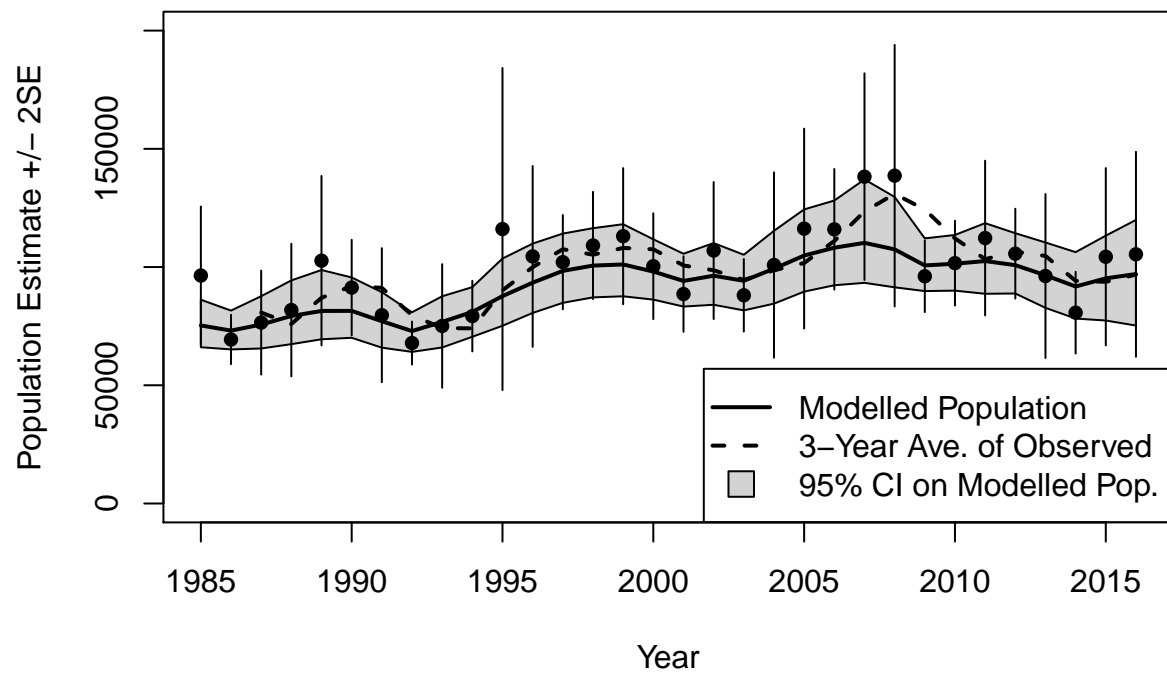 Population Estimate +/− 2SE
150000
50000
0
Modelled Population
3−Year Ave. of Observed
95% CI on Modelled Pop.
1985 1990 1995 2000 2005 2010 2015
Year